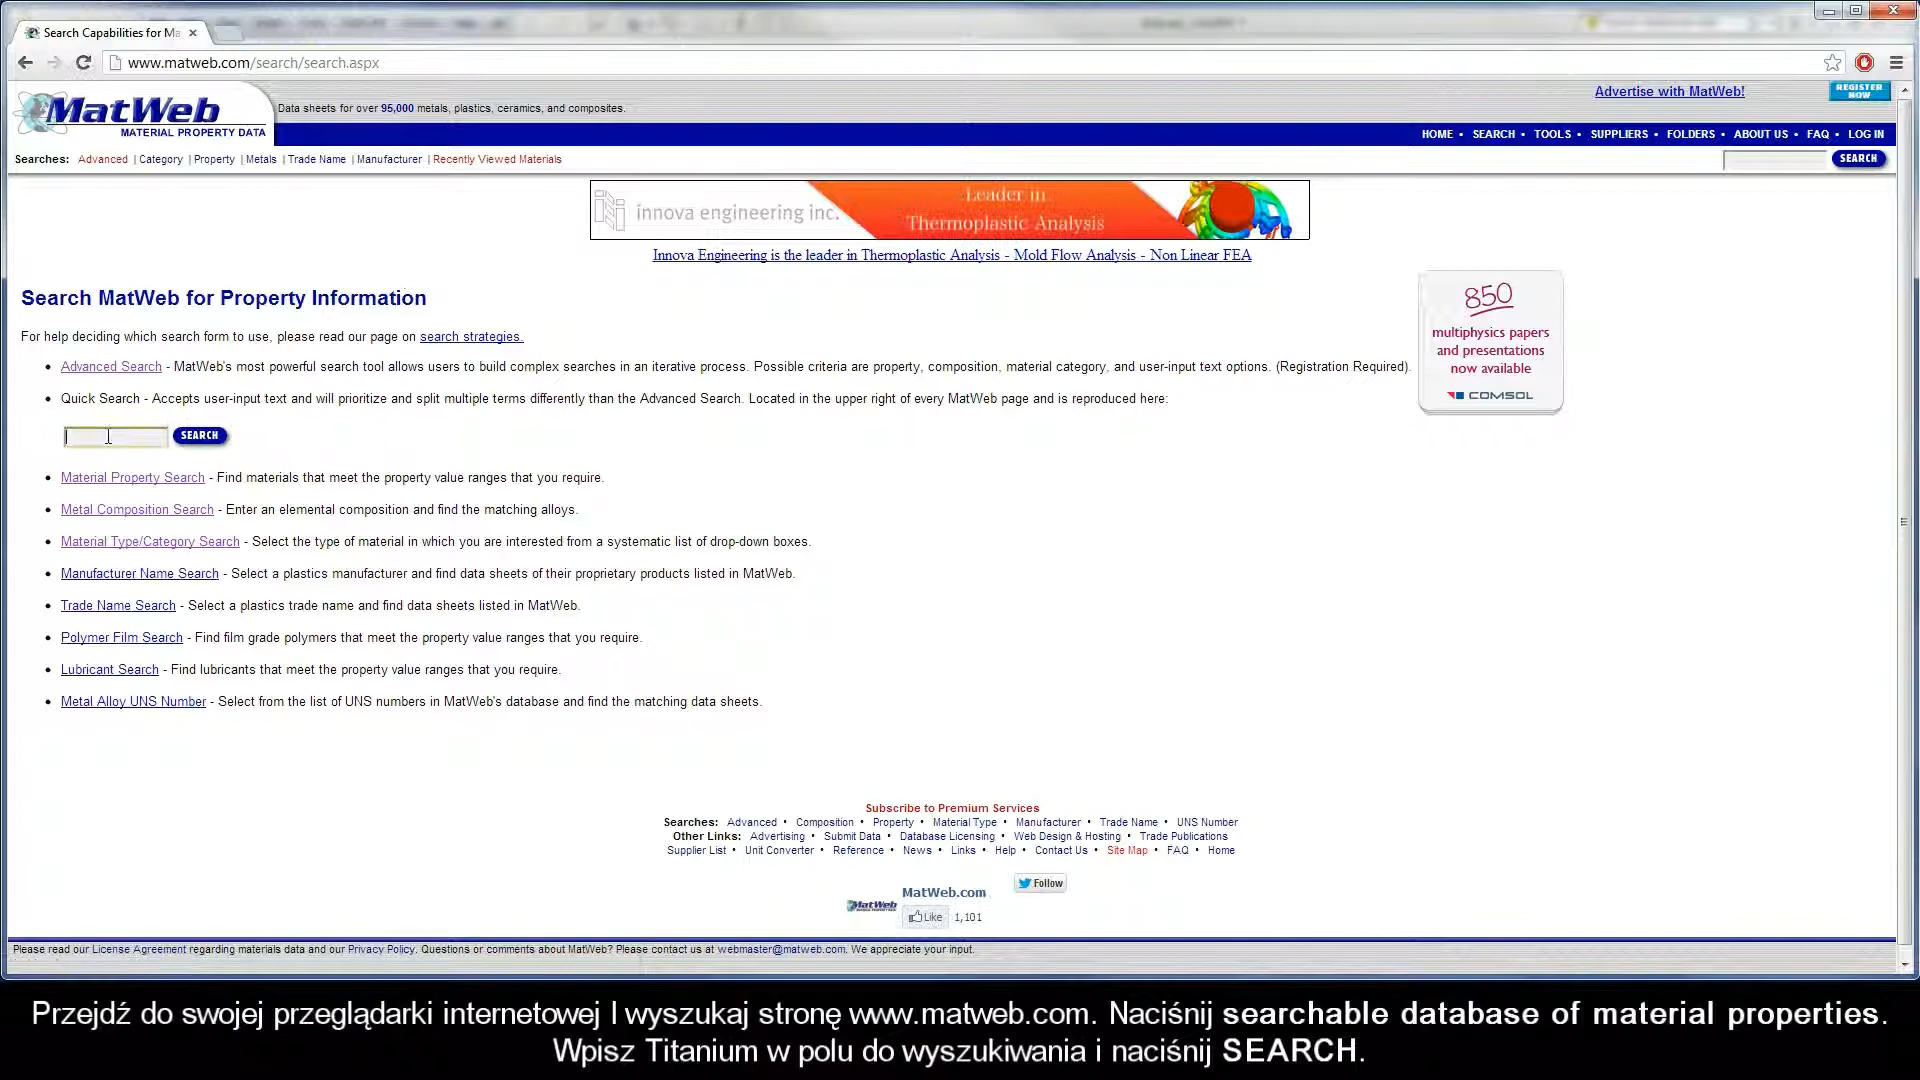 Search Capabilities for Ma
www.matweb.com/search/search.aspx
MatWeb
MATERIAL PROPERTY DATA
Data sheets for over 95,000 metals, plastics, ceramics, and composites.
Advertise with MatWeb!
REGISTER NOW
HOME • SEARCH • TOOLS • SUPPLIERS • FOLDERS • ABOUT US • FAQ • LOG IN
Searches: Advanced | Category | Property | Metals | Trade Name | Manufacturer | Recently Viewed Materials
SEARCH
innova engineering inc.
Leader in
Thermoplastic Analysis
Innova Engineering is the leader in Thermoplastic Analysis - Mold Flow Analysis - Non Linear FEA
850
multiphysics papers
and presentations
now available
COMSOL
Search MatWeb for Property Information
For help deciding which search form to use, please read our page on search strategies.
• Advanced Search - MatWeb's most powerful search tool allows users to build complex searches in an iterative process. Possible criteria are property, composition, material category, and user-input text options. (Registration Required).
• Quick Search - Accepts user-input text and will prioritize and split multiple terms differently than the Advanced Search. Located in the upper right of every MatWeb page and is reproduced here:
SEARCH
• Material Property Search - Find materials that meet the property value ranges that you require.
• Metal Composition Search - Enter an elemental composition and find the matching alloys.
• Material Type/Category Search - Select the type of material in which you are interested from a systematic list of drop-down boxes.
• Manufacturer Name Search - Select a plastics manufacturer and find data sheets of their proprietary products listed in MatWeb.
• Trade Name Search - Select a plastics trade name and find data sheets listed in MatWeb.
• Polymer Film Search - Find film grade polymers that meet the property value ranges that you require.
• Lubricant Search - Find lubricants that meet the property value ranges that you require.
• Metal Alloy UNS Number - Select from the list of UNS numbers in MatWeb's database and find the matching data sheets.
Subscribe to Premium Services
Searches: Advanced • Composition • Property • Material Type • Manufacturer • Trade Name • UNS Number
Other Links: Advertising • Submit Data • Database Licensing • Web Design & Hosting • Trade Publications
Supplier List • Unit Converter • Reference • News • Links • Help • Contact Us • Site Map • FAQ • Home
MatWeb
MatWeb.com
Like 1,101
Follow
Please read our License Agreement regarding materials data and our Privacy Policy. Questions or comments about MatWeb? Please contact us at webmaster@matweb.com. We appreciate your input.
Przejdź do swojej przeglądarki internetowej I wyszukaj stronę www.matweb.com. Naciśnij searchable database of material properties.
Wpisz Titanium w polu do wyszukiwania i naciśnij SEARCH.